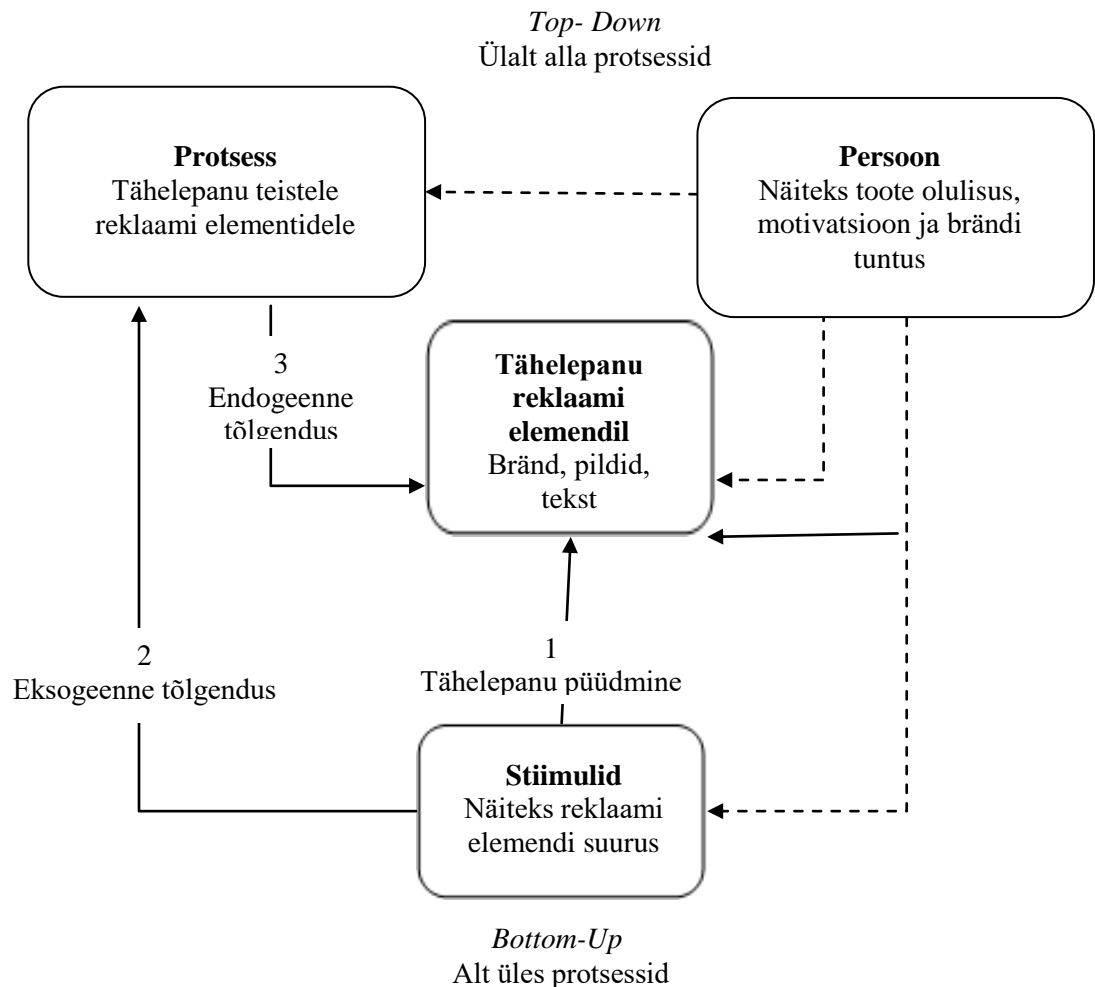 Top- Down
Ülalt alla protsessid
Protsess
Tähelepanu teistele
reklaami elementidele
Persoon
Näiteks toote olulisus,
motivatsioon ja brändi
tuntus
3
Endogeenne
tõlgendus
Tähelepanu
reklaami
elemendil
Bränd, pildid,
tekst
2
Eksogeenne tõlgendus
1
Tähelepanu püüdmine
Stiimulid
Näiteks reklaami
elemendi suurus
Bottom-Up
Alt üles protsessid